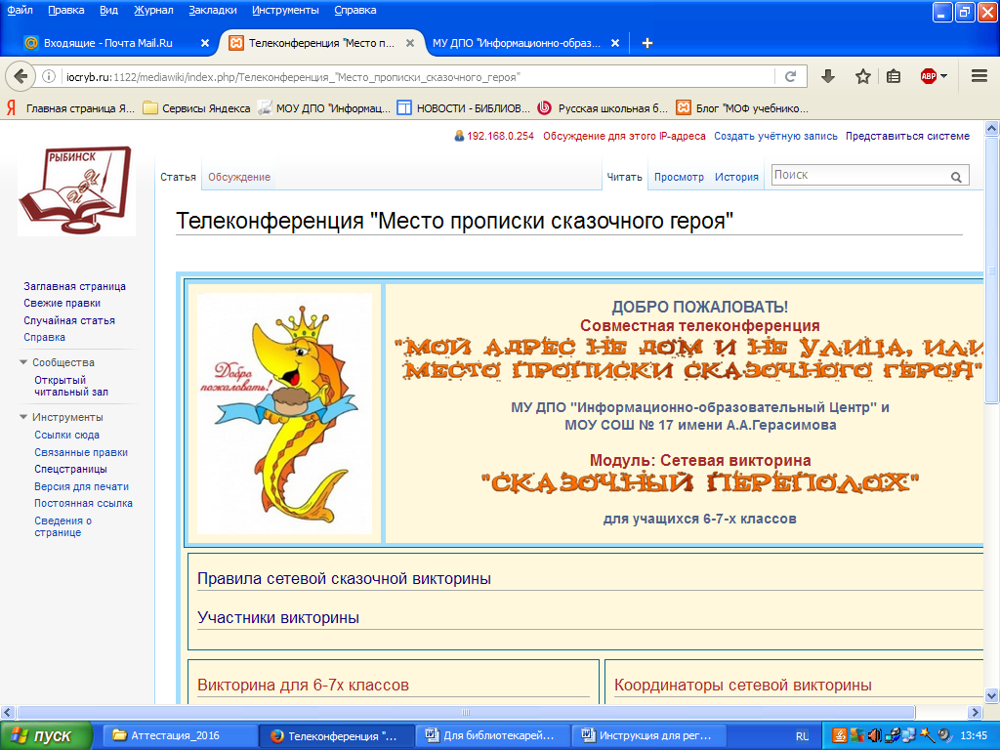 Файл Правка Вид Журнал Закладки Инструменты Справка
Входящие - Почта Mail.Ru
Телеконференция "Место п...
МУ ДПО "Информационно-образ...
iocryb.ru:1122/mediawiki/index.php/Телеконференция_"Место_прописки_сказочного_героя"
ABP
Я Главная страница Я...
Сервисы Яндекса
МОУ ДПО "Информац...
НОВОСТИ - БИБЛИОВ...
Русская школьная б...
Блог "МОФ учебнико...
192.168.0.254 Обсуждение для этого IP-адреса Создать учётную запись Представиться системе
РЫБИНСК
Статья Обсуждение
Читать Просмотр История
Поиск
Телеконференция "Место прописки сказочного героя"
Заглавная страница
Свежие правки
Случайная статья
Справка
Сообщества
Открытый
читальный зал
Инструменты
Ссылки сюда
Связанные правки
Спецстраницы
Версия для печати
Постоянная ссылка
Сведения о
странице
Добро
пожаловать!
ДОБРО ПОЖАЛОВАТЬ!
Совместная телеконференция
"МОЙ АДРЕС НЕ ДОМ И НЕ УЛИЦА, ИЛИ
МЕСТО ПРОПИСКИ СКАЗОЧНОГО ГЕРОЯ"
МУ ДПО "Информационно-образовательный Центр" и
МОУ СОШ № 17 имени А.А.Герасимова
Модуль: Сетевая викторина
"СКАЗОЧНЫЙ ПЕРЕПОЛОХ"
для учащихся 6-7-х классов
Правила сетевой сказочной викторины
Участники викторины
Викторина для 6-7х классов
Координаторы сетевой викторины
пуск
Аттестация_2016
Телеконференция "...
Для библиотекарей...
Инструкция для рег...
RL
13:45